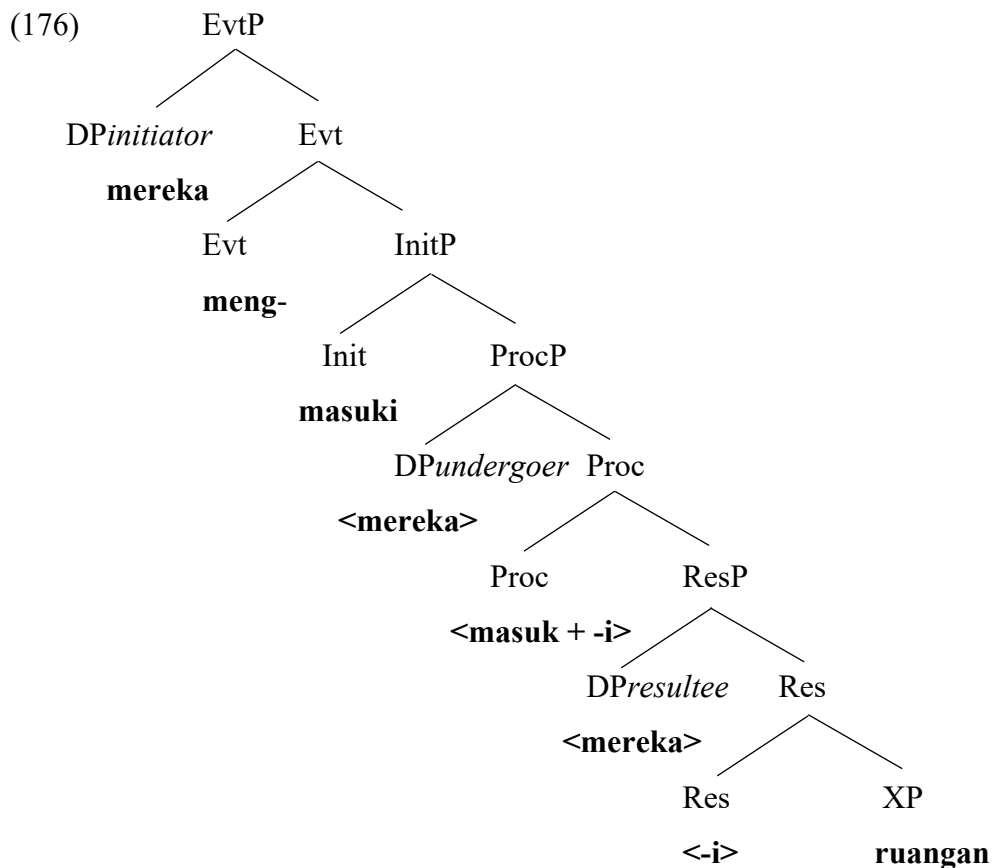 (176) EvtP
DPinitiator Evt
mereka
Evt InitP
meng-
Init ProcP
masuki
DPundergoer Proc
<mereka>
Proc ResP
<masuk + -i>
DPresultee Res
<mereka>
Res XP
<-i> ruangan